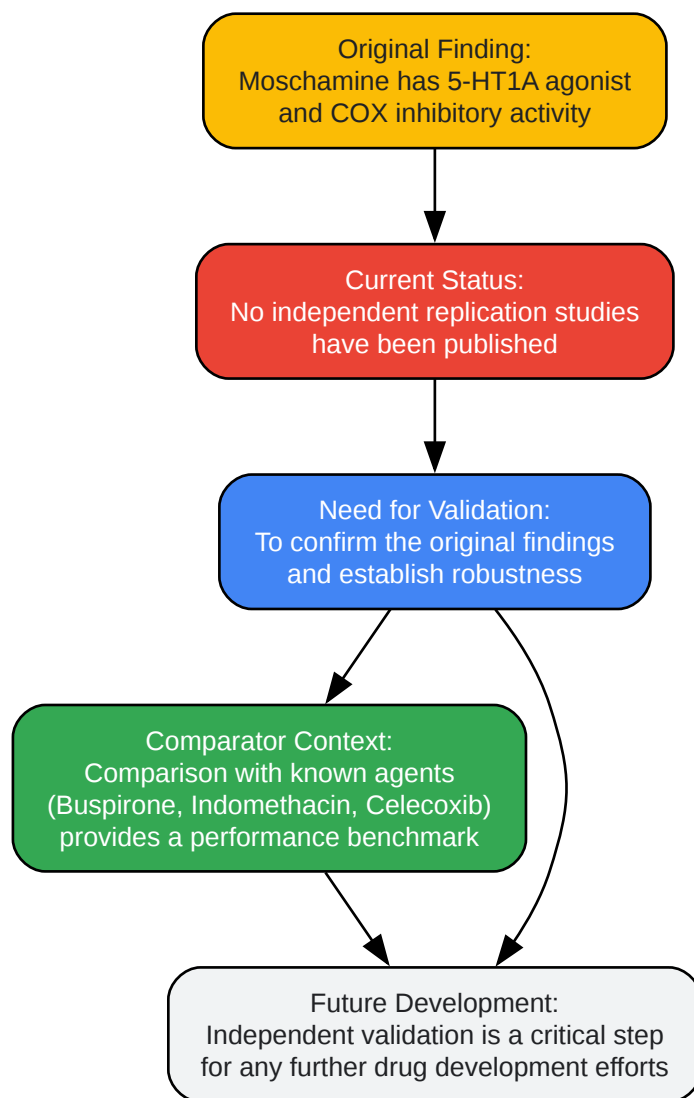 Original Finding:
Moschamine has 5-HT1A agonist
and COX inhibitory activity
Current Status:
No independent replication studies
have been published
Need for Validation:
To confirm the original findings
and establish robustness
Comparator Context:
Comparison with known agents
(Buspirone, Indomethacin, Celecoxib)
provides a performance benchmark
Future Development:
Independent validation is a critical step
for any further drug development efforts